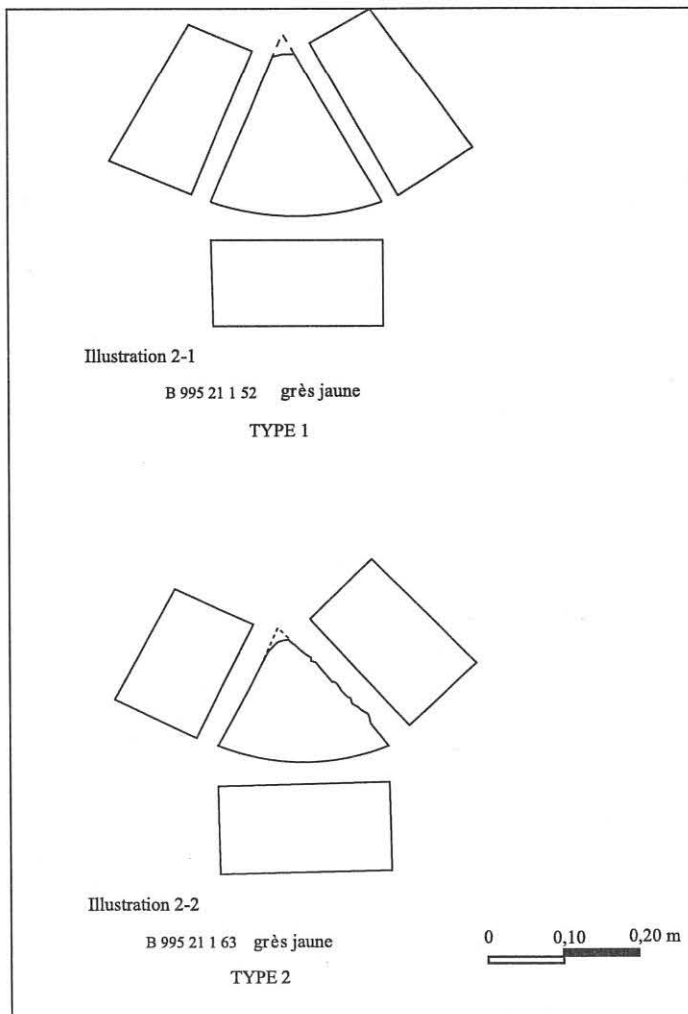 Illustration 2-1
B 995 21 1 52 grès jaune
TYPE 1
Illustration 2-2
B 995 21 1 63 grès jaune
TYPE 2
0 0,10 0,20 m